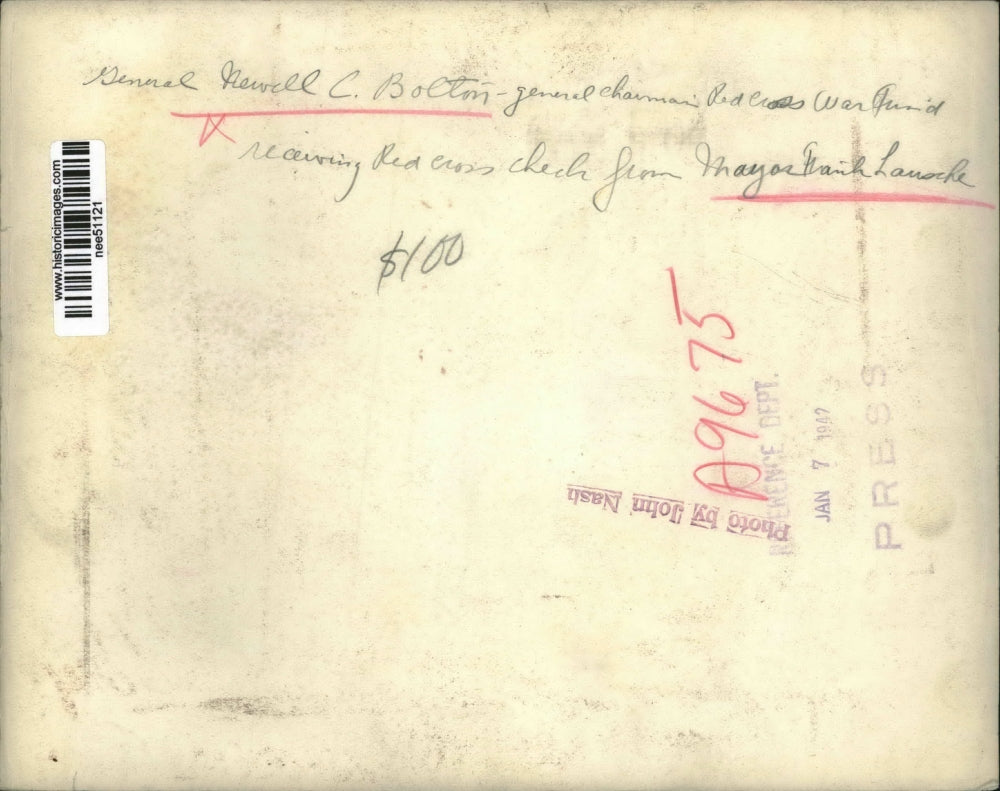 General Newell C. Bolton - general chairman Red Cross War Fund
X receiving Red Cross check from Mayor Frank Lausche
$100
www.historicimages.com
nee51121
A9675
Photo by John Nash
REFERENCE DEPT.
JAN 7 1947
PRESS